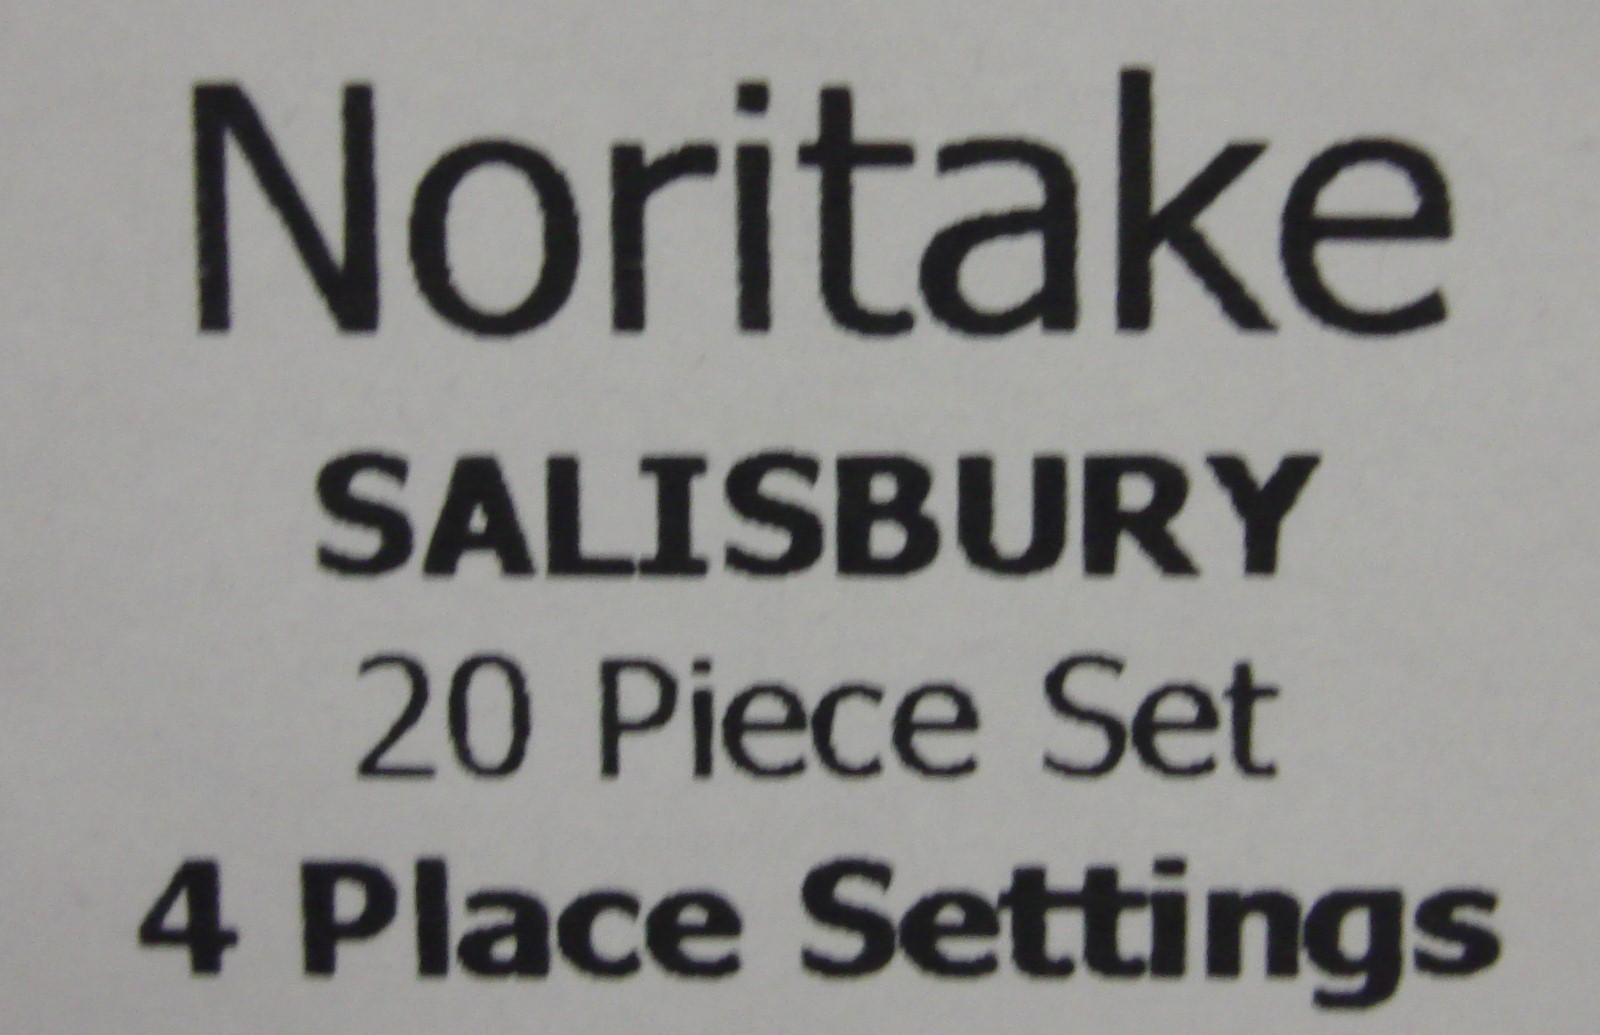 Noritake
SALISBURY
20 Piece Set
4 Place Settings